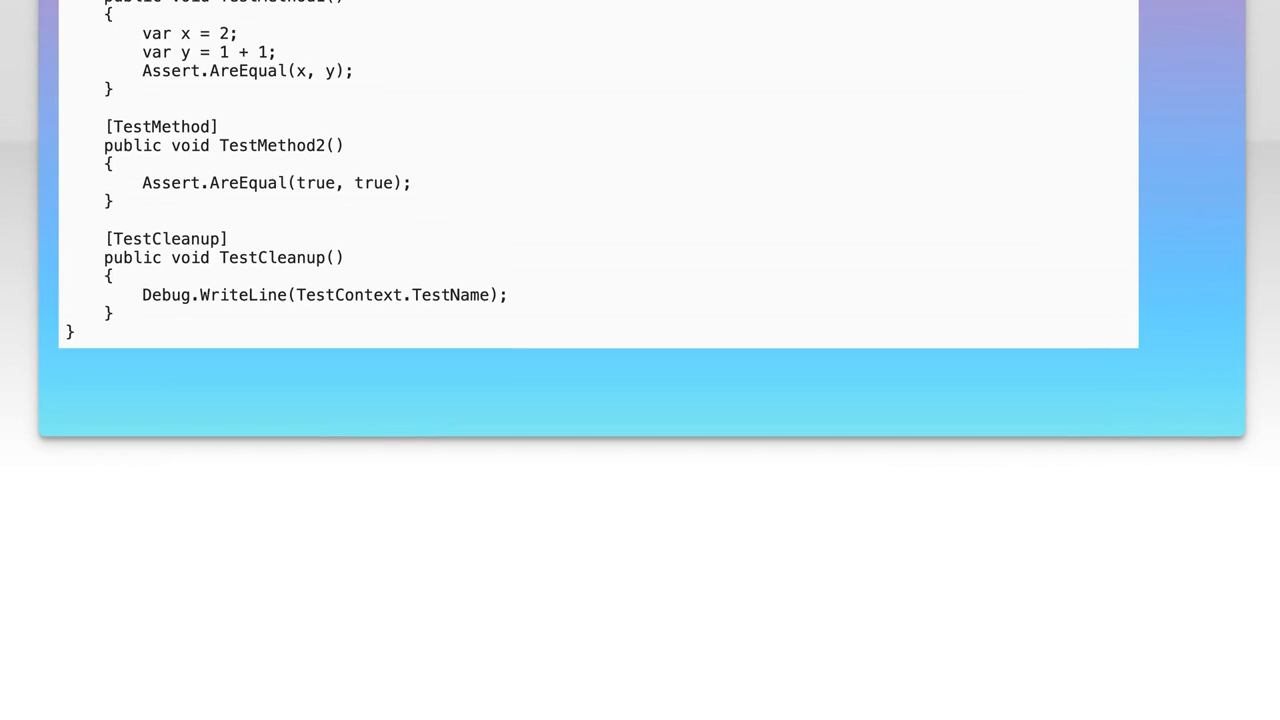 {
var x = 2;
var y = 1 + 1;
Assert.AreEqual(x, y);
}
[TestMethod]
public void TestMethod2()
{
Assert.AreEqual(true, true);
}
[TestCleanup]
public void TestCleanup()
{
Debug.WriteLine(TestContext.TestName);
}
}